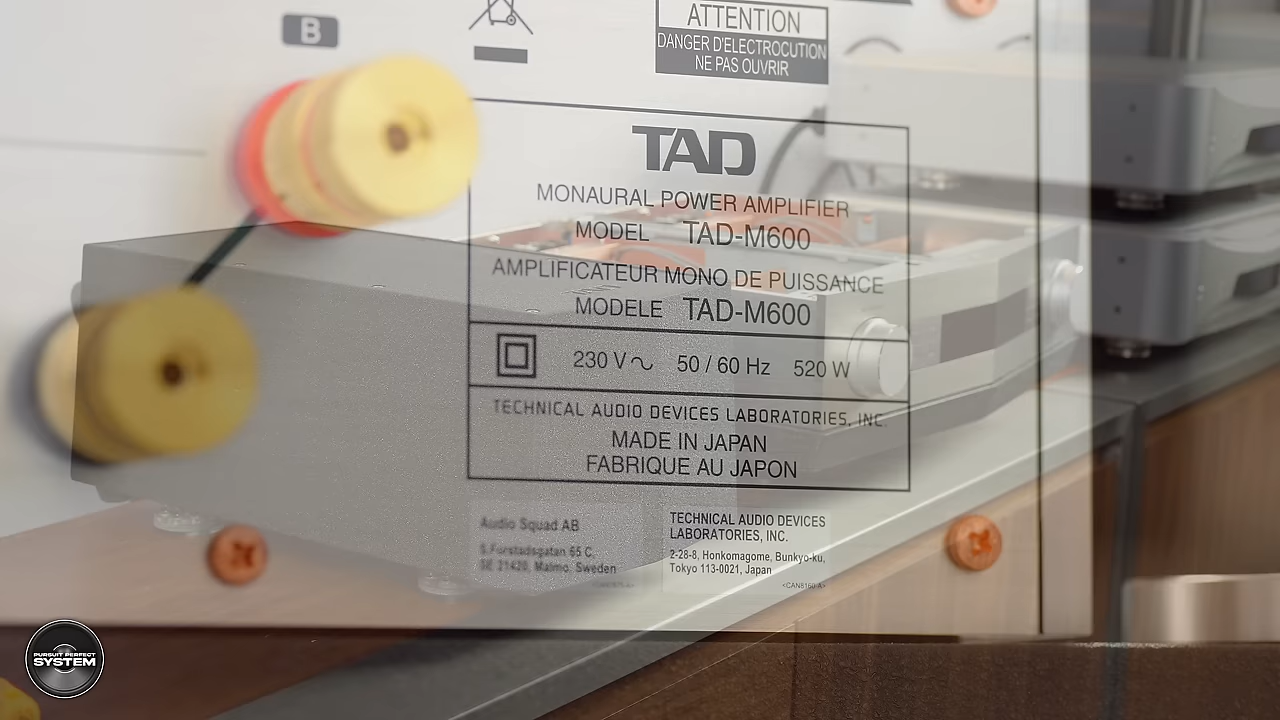 B
ATTENTION
DANGER D'ELECTROCUTION
NE PAS OUVRIR
TAD
MONAURAL POWER AMPLIFIER
MODEL TAD-M600
AMPLIFICATEUR MONO DE PUISSANCE
MODELE TAD-M600
230 V ~ 50 / 60 Hz 520 W
TECHNICAL AUDIO DEVICES LABORATORIES, INC.
MADE IN JAPAN
FABRIQUE AU JAPON
Audio Squad AB
S.Förstadsgatan 65 C,
SE 21420, Malmö, Sweden
TECHNICAL AUDIO DEVICES
LABORATORIES, INC.
2-28-8, Honkomagome, Bunkyo-ku,
Tokyo 113-0021, Japan
<CAN8160-A>
PURSUIT PERFECT
SYSTEM